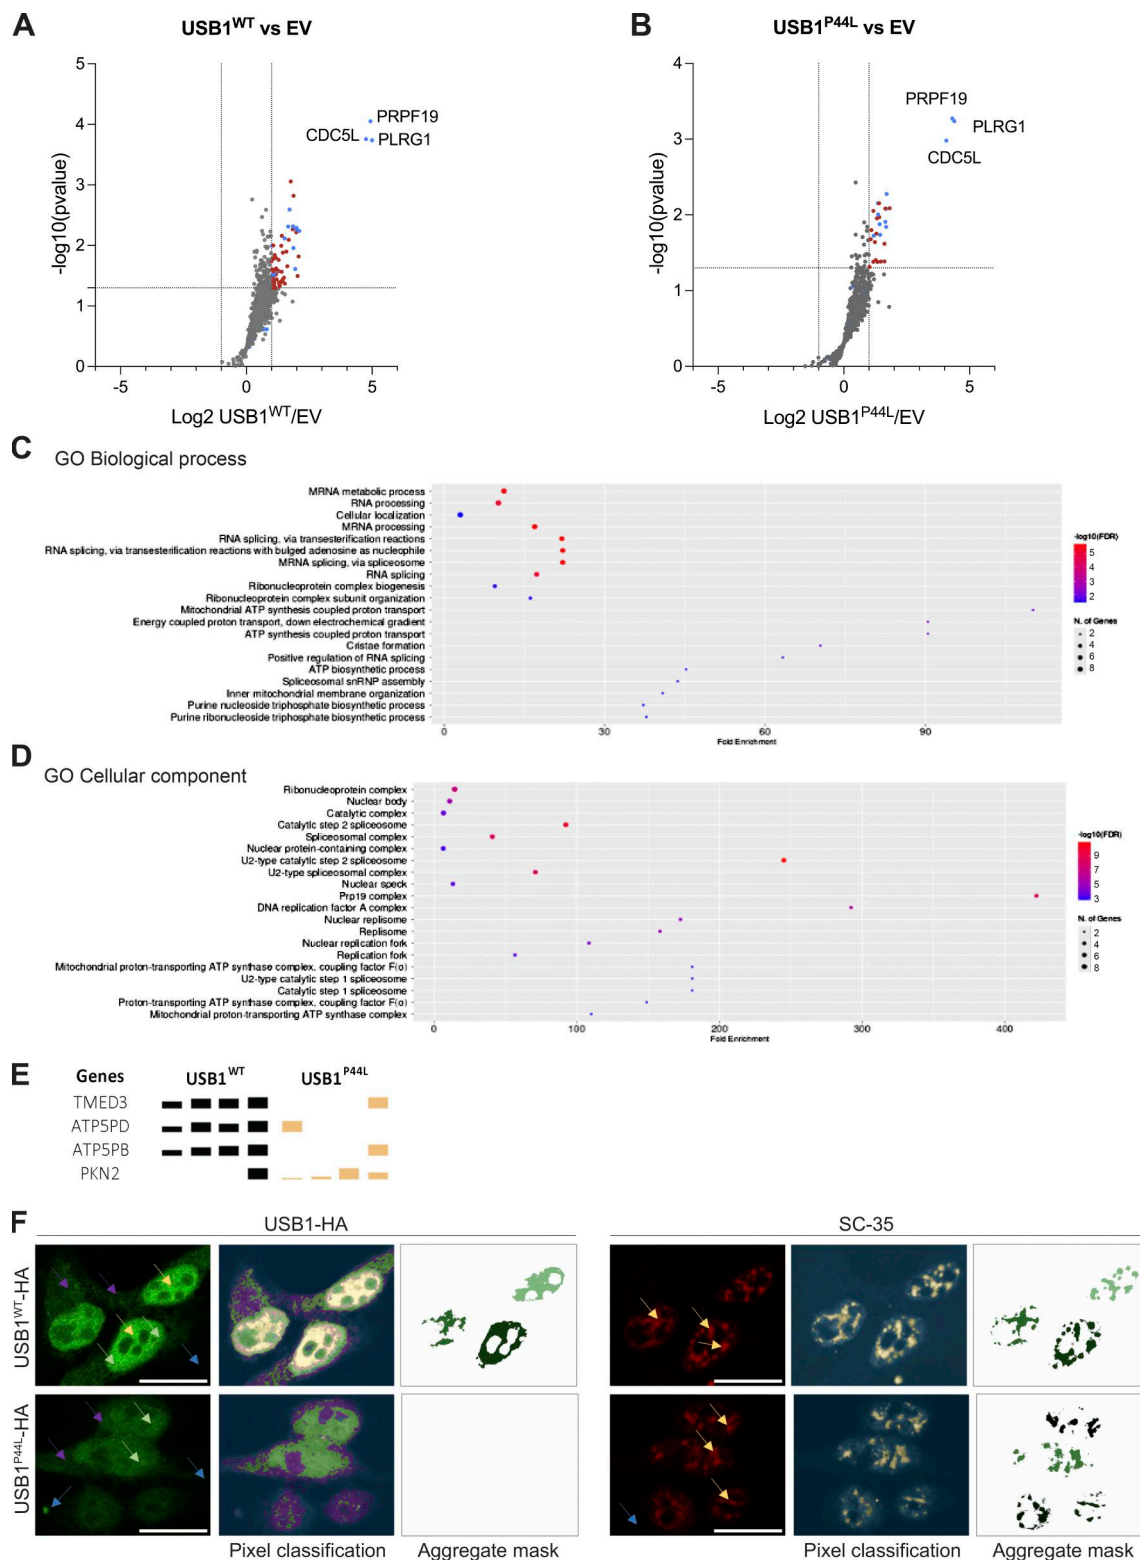 A
USB1WT vs EV
5
4
3
2
1
0
-log10(pvalue)
PRPF19
CDC5L
PLRG1
-5
0
5
Log2 USB1WT/EV
B
USB1P44L vs EV
4
3
2
1
0
-log10(pvalue)
PRPF19
PLRG1
CDC5L
-5
0
5
Log2 USB1P44L/EV
C
GO Biological process
MRNA metabolic process
RNA processing
Cellular localization
MRNA processing
RNA splicing, via transesterification reactions
RNA splicing, via transesterification reactions with bulged adenosine as nucleophile
MRNA splicing, via spliceosome
RNA splicing
Ribonucleoprotein complex biogenesis
Ribonucleoprotein complex subunit organization
Mitochondrial ATP synthesis coupled proton transport
Energy coupled proton transport, down electrochemical gradient
ATP synthesis coupled proton transport
Cristae formation
Positive regulation of RNA splicing
ATP biosynthetic process
Spliceosomal snRNP assembly
Inner mitochondrial membrane organization
Purine nucleoside triphosphate biosynthetic process
Purine ribonucleoside triphosphate biosynthetic process
0
30
60
90
Fold Enrichment
-log10(FDR)
5
4
3
2
N. of Genes
2
4
6
8
D
GO Cellular component
Ribonucleoprotein complex
Nuclear body
Catalytic complex
Catalytic step 2 spliceosome
Spliceosomal complex
Nuclear protein-containing complex
U2-type catalytic step 2 spliceosome
U2-type spliceosomal complex
Nuclear speck
Prp19 complex
DNA replication factor A complex
Nuclear replisome
Replisome
Nuclear replication fork
Replication fork
Mitochondrial proton-transporting ATP synthase complex, coupling factor F(o)
U2-type catalytic step 1 spliceosome
Catalytic step 1 spliceosome
Proton-transporting ATP synthase complex, coupling factor F(o)
Mitochondrial proton-transporting ATP synthase complex
0
100
200
300
400
Fold Enrichment
-log10(FDR)
9
7
5
3
N. of Genes
2
4
6
8
E
Genes
USB1WT
USB1P44L
TMED3
ATP5PD
ATP5PB
PKN2
F
USB1-HA
SC-35
USB1WT-HA
USB1P44L-HA
Pixel classification
Aggregate mask
Pixel classification
Aggregate mask